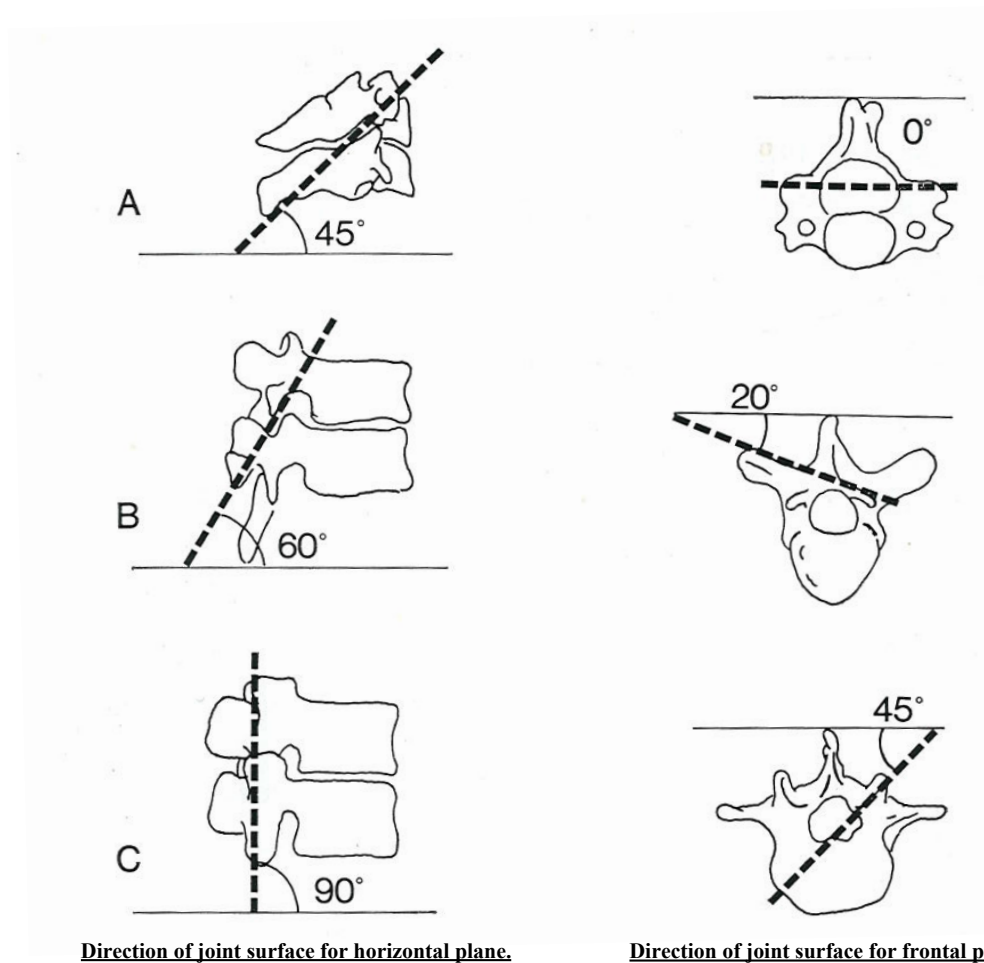 0°
A
45°
20°
B
60°
45°
C
90°
Direction of joint surface for horizontal plane.
Direction of joint surface for frontal p